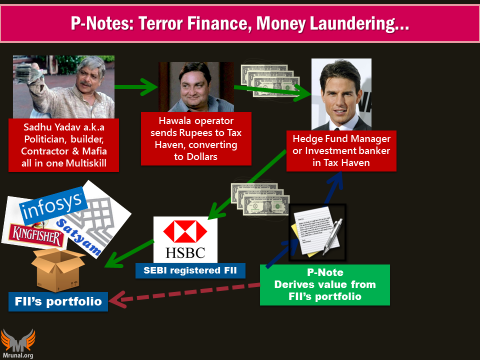 P-Notes: Terror Finance, Money Laundering...
Sadhu Yadav a.k.a
Politician, builder,
Contractor & Mafia
all in one Multiskill
Hawala operator
sends Rupees to Tax
Haven, converting
to Dollars
Hedge Fund Manager
or Investment banker
in Tax Haven
infosys
KINGFISHER
Satyam
HSBC
SEBI registered FII
P-Note
Derives value from
FII's portfolio
FII's portfolio
Mrunal.org